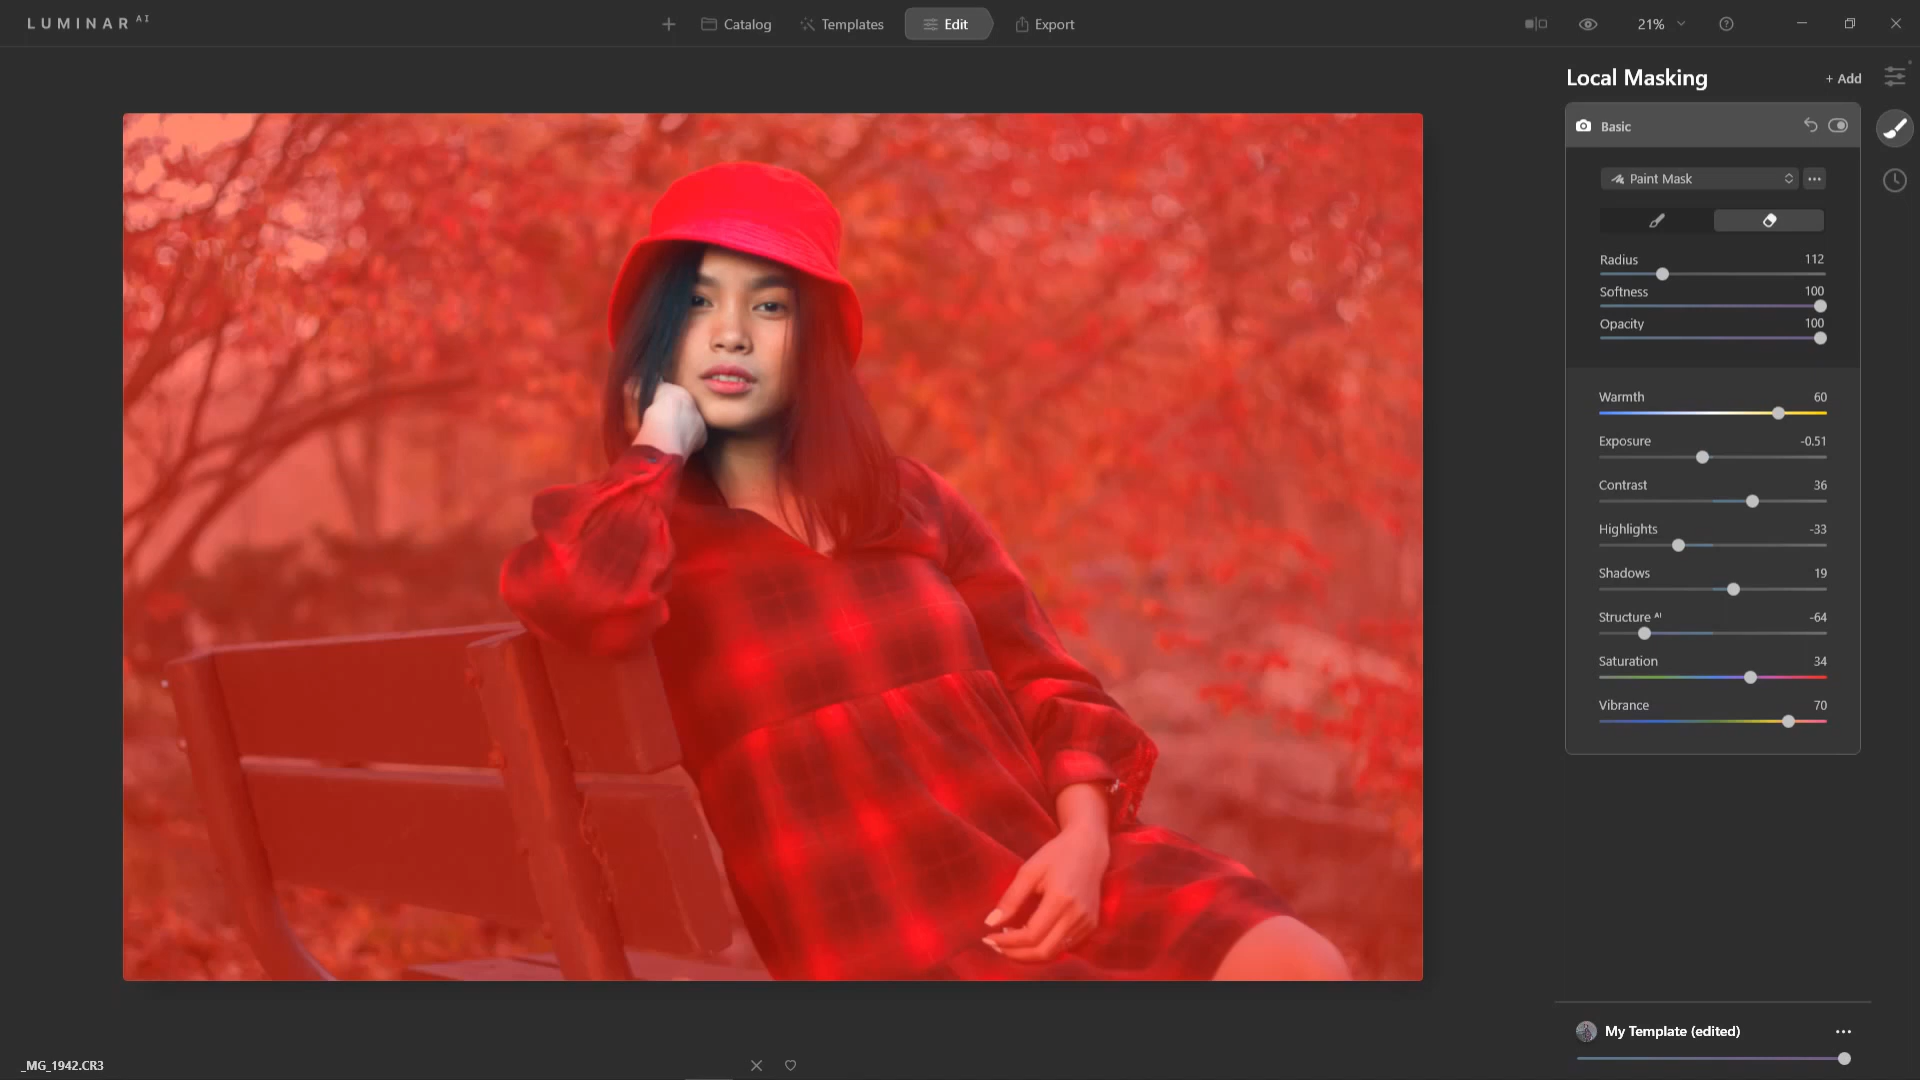 LUMINAR AI
Catalog
Templates
Edit
Export
21%
Local Masking
+ Add
Basic
Paint Mask
Radius 112
Softness 100
Opacity 100
Warmth 60
Exposure -0.51
Contrast 36
Highlights -33
Shadows 19
Structure AI -64
Saturation 34
Vibrance 70
My Template (edited)
_MG_1942.CR3